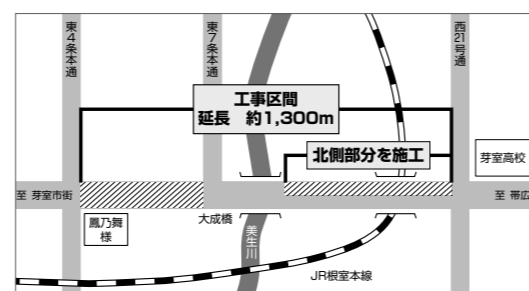 東4条本通
東7条本通
西21号通
工事区間
延長 約1,300m
北側部分を施工
芽室高校
至 芽室市街
至 帯広
鳳乃舞
様
大成橋
美生川
JR根室本線